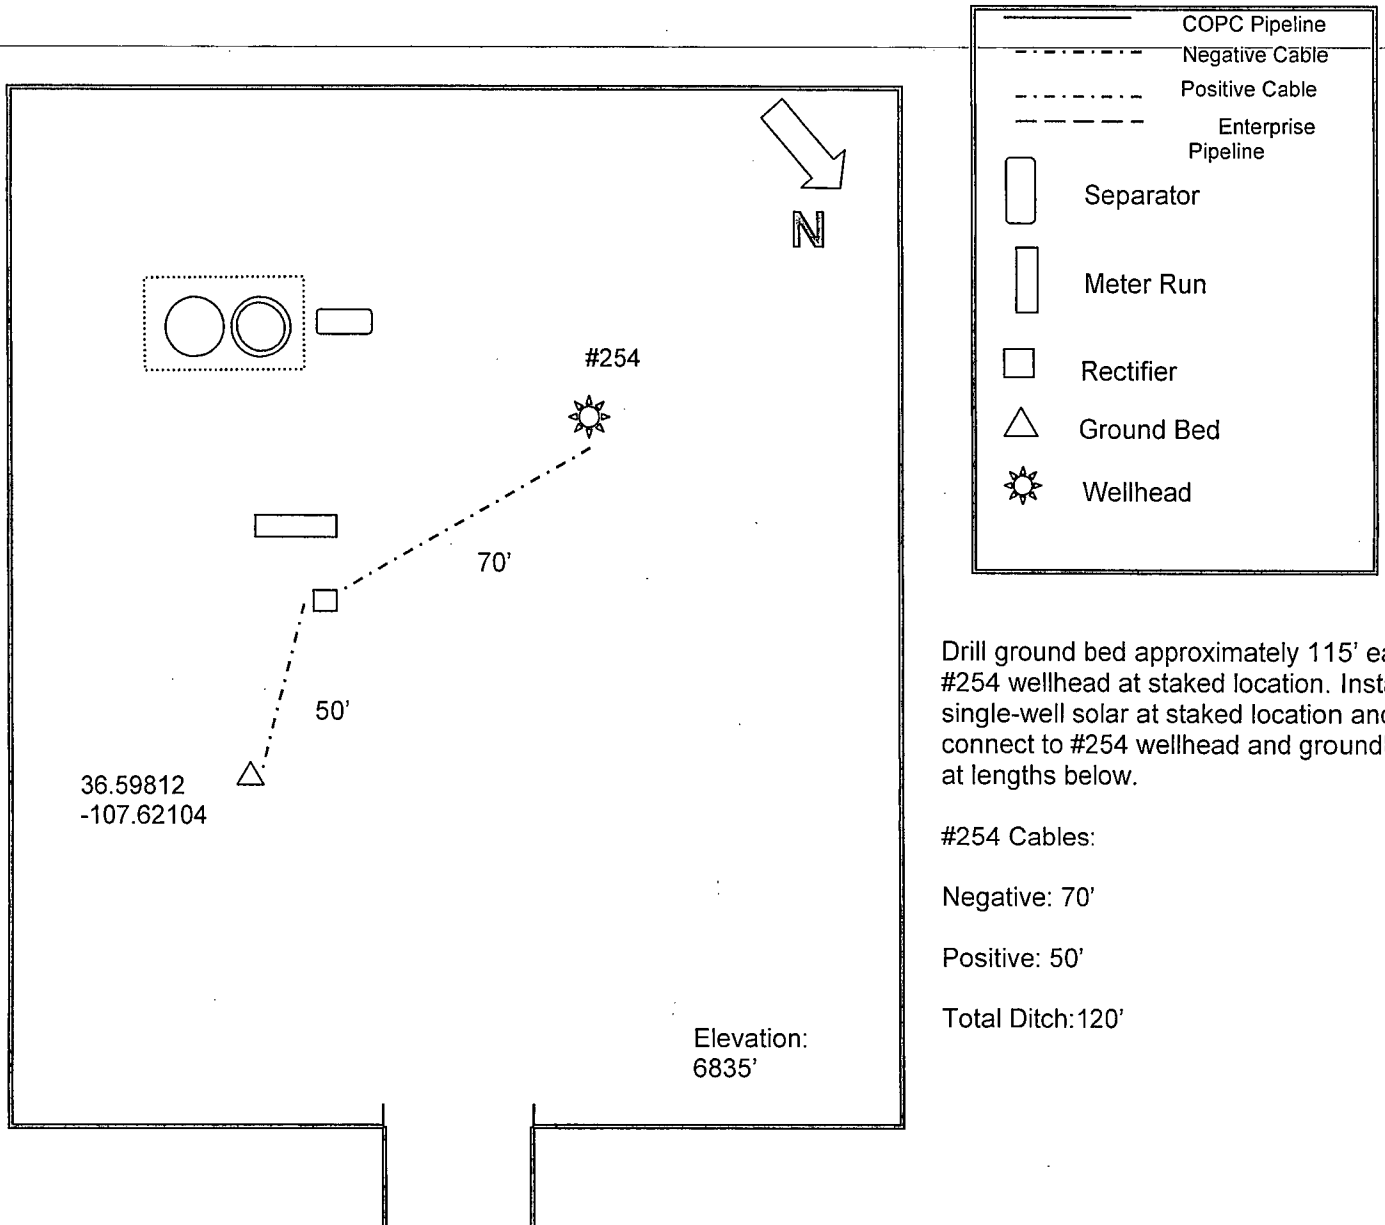 COPC Pipeline
Negative Cable
Positive Cable
Enterprise
Pipeline
Separator
Meter Run
Rectifier
Ground Bed
Wellhead
N
#254
70'
50'
36.59812
-107.62104
Elevation:
6835'
Drill ground bed approximately 115'
#254 wellhead at staked location.
single-well solar at staked location
connect to #254 wellhead and ground
at lengths below.
#254 Cables:
Negative: 70'
Positive: 50'
Total Ditch:120'